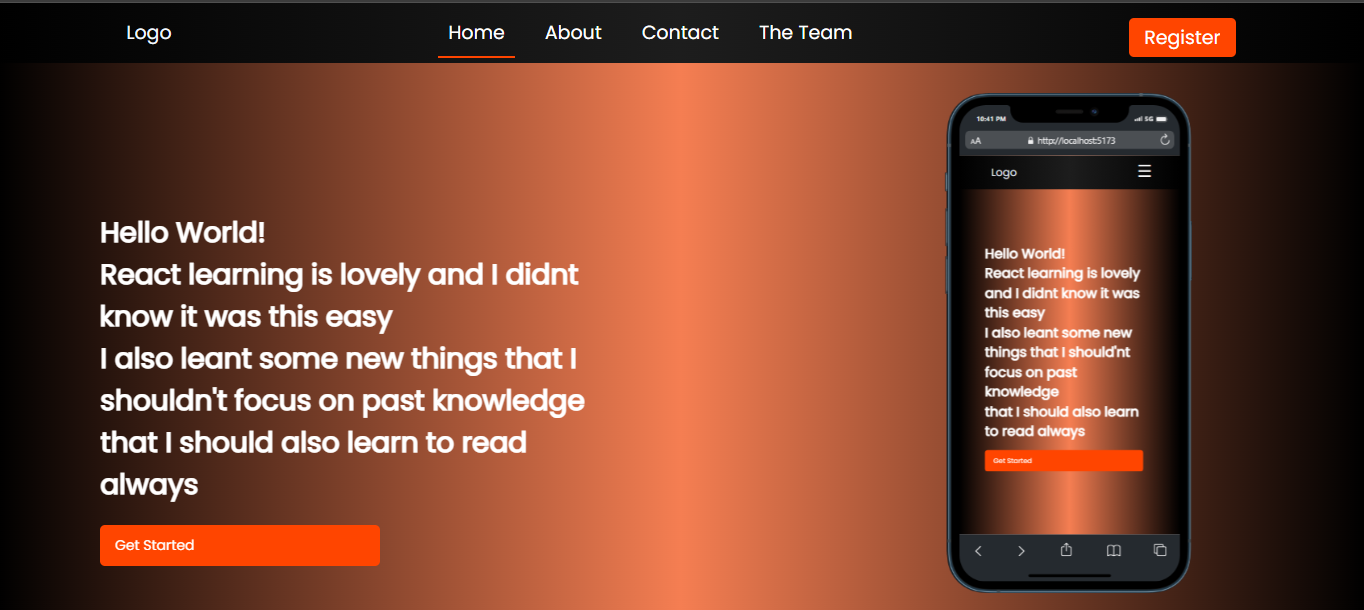 Logo
Home
About
Contact
The Team
Register
Hello World!
React learning is lovely and I didnt
know it was this easy
I also leant some new things that I
shouldn't focus on past knowledge
that I should also learn to read
always
Get Started
10:41 PM
5G
AA
http://localhost:5173
Logo
Hello World!
React learning is lovely
and I didnt know it was
this easy
I also leant some new
things that I should'nt
focus on past
knowledge
that I should also learn
to read always
Get Started